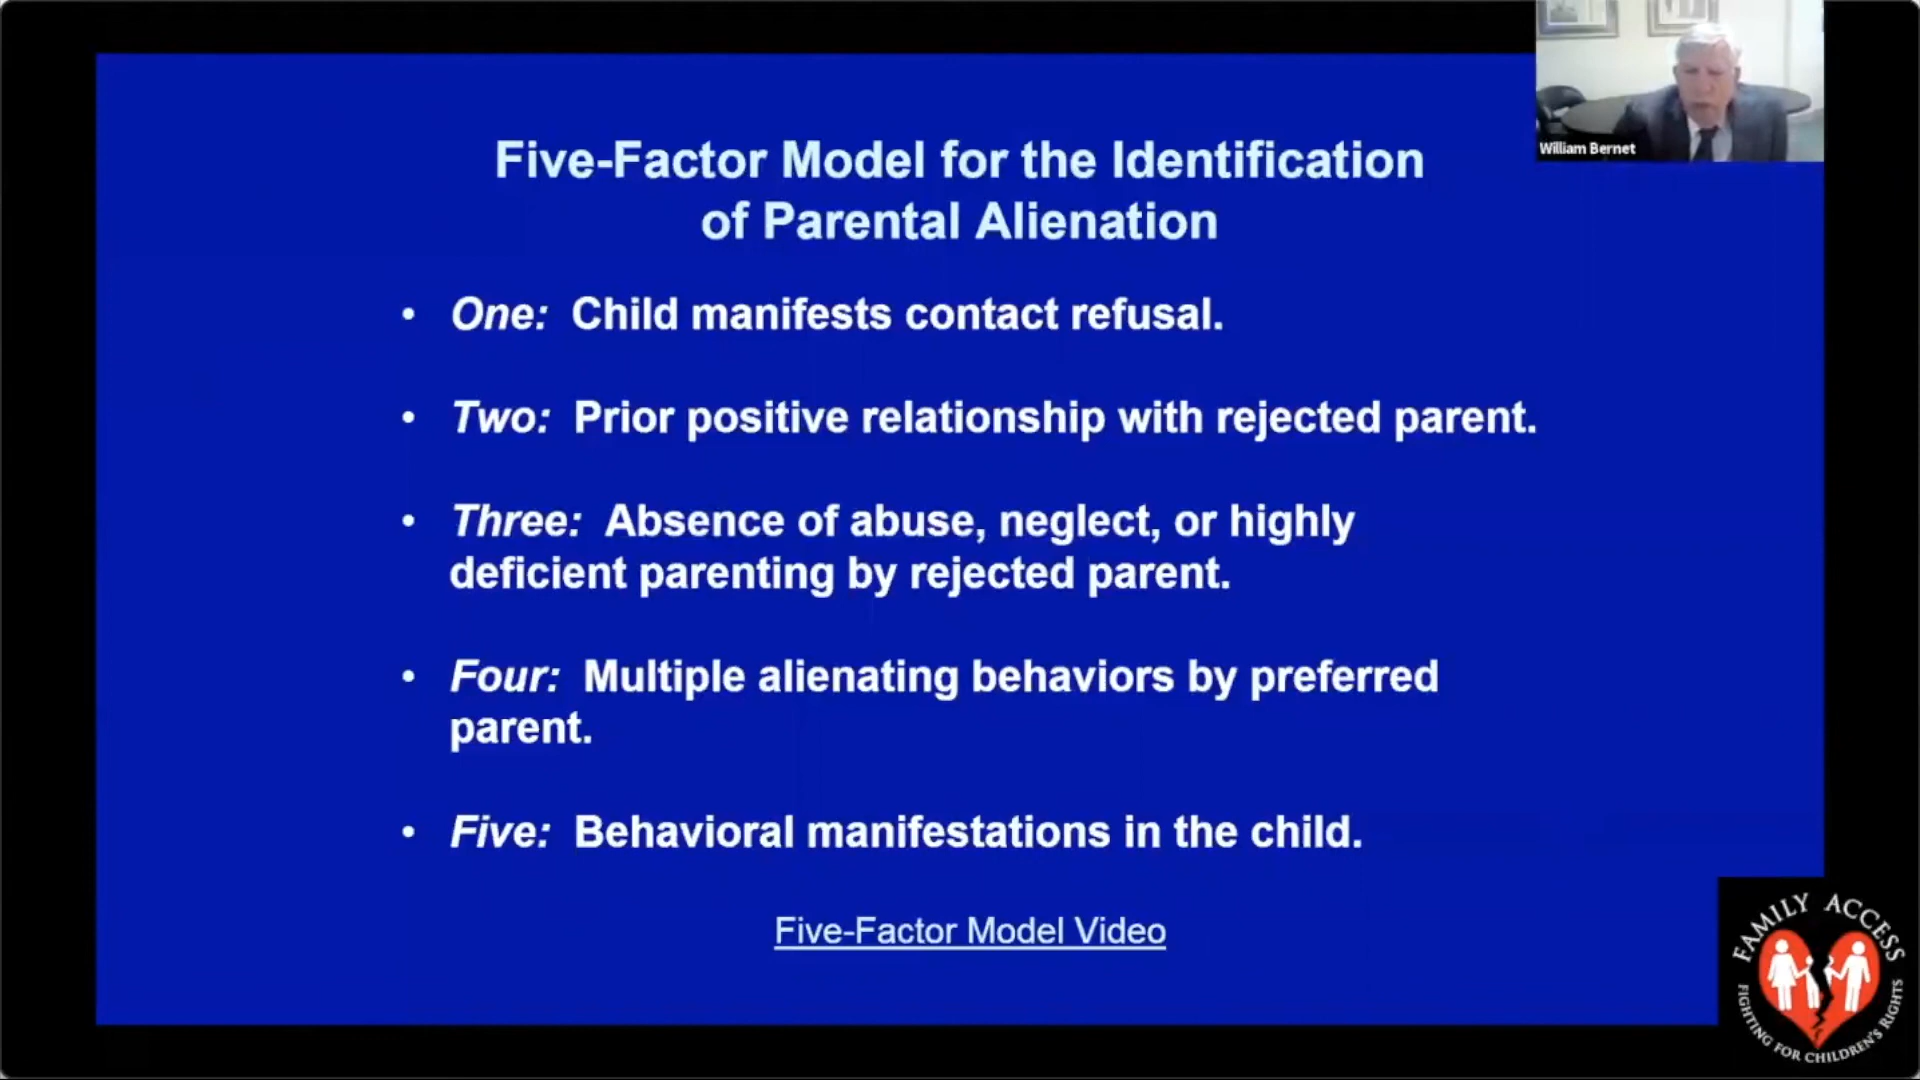 William Bernet
Five-Factor Model for the Identification
of Parental Alienation
• One: Child manifests contact refusal.
• Two: Prior positive relationship with rejected parent.
• Three: Absence of abuse, neglect, or highly
deficient parenting by rejected parent.
• Four: Multiple alienating behaviors by preferred
parent.
• Five: Behavioral manifestations in the child.
Five-Factor Model Video
FAMILY ACCESS
FIGHTING FOR CHILDREN'S RIGHTS